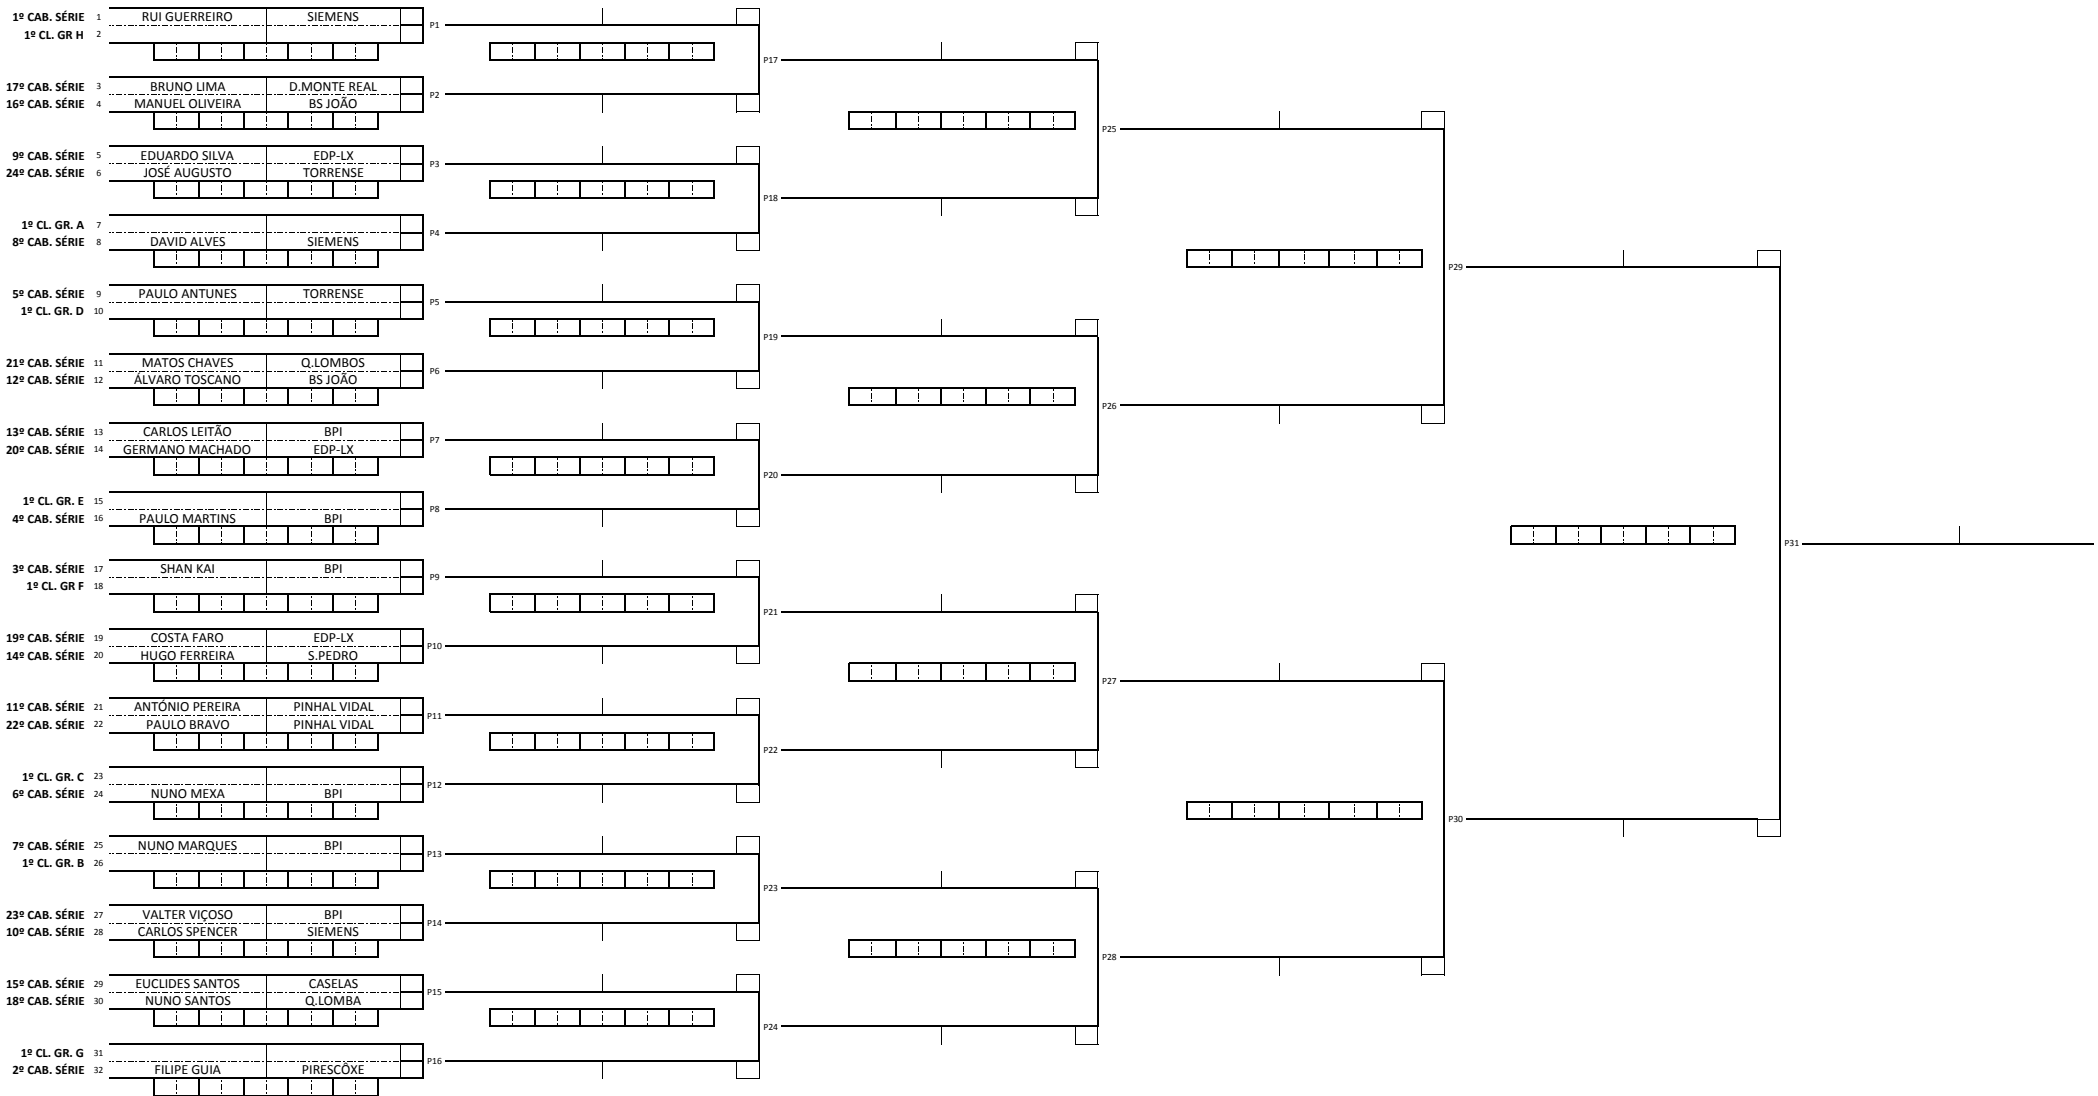 1º CAB. SÉRIE 1 RUI GUERREIRO SIEMENS
P1
1º CL. GR H 2
P17
17º CAB. SÉRIE 3 BRUNO LIMA D.MONTE REAL
P2
16º CAB. SÉRIE 4 MANUEL OLIVEIRA BS JOÃO
P25
9º CAB. SÉRIE 5 EDUARDO SILVA EDP-LX
P3
24º CAB. SÉRIE 6 JOSÉ AUGUSTO TORRENSE
P18
1º CL. GR. A 7
P4
8º CAB. SÉRIE 8 DAVID ALVES SIEMENS
P29
5º CAB. SÉRIE 9 PAULO ANTUNES TORRENSE
P5
1º CL. GR. D 10
P19
21º CAB. SÉRIE 11 MATOS CHAVES Q.LOMBOS
P6
12º CAB. SÉRIE 12 ÁLVARO TOSCANO BS JOÃO
P26
13º CAB. SÉRIE 13 CARLOS LEITÃO BPI
P7
20º CAB. SÉRIE 14 GERMANO MACHADO EDP-LX
P20
1º CL. GR. E 15
P8
4º CAB. SÉRIE 16 PAULO MARTINS BPI
P31
3º CAB. SÉRIE 17 SHAN KAI BPI
P9
1º CL. GR F 18
P21
19º CAB. SÉRIE 19 COSTA FARO EDP-LX
P10
14º CAB. SÉRIE 20 HUGO FERREIRA S.PEDRO
P27
11º CAB. SÉRIE 21 ANTÓNIO PEREIRA PINHAL VIDAL
P11
22º CAB. SÉRIE 22 PAULO BRAVO PINHAL VIDAL
P22
1º CL. GR. C 23
P12
6º CAB. SÉRIE 24 NUNO MEXA BPI
P30
7º CAB. SÉRIE 25 NUNO MARQUES BPI
P13
1º CL. GR. B 26
P23
23º CAB. SÉRIE 27 VALTER VIÇOSO BPI
P14
10º CAB. SÉRIE 28 CARLOS SPENCER SIEMENS
P28
15º CAB. SÉRIE 29 EUCLIDES SANTOS CASELAS
P15
18º CAB. SÉRIE 30 NUNO SANTOS Q.LOMBA
P24
1º CL. GR. G 31
P16
2º CAB. SÉRIE 32 FILIPE GUIA PIRESCÔXE